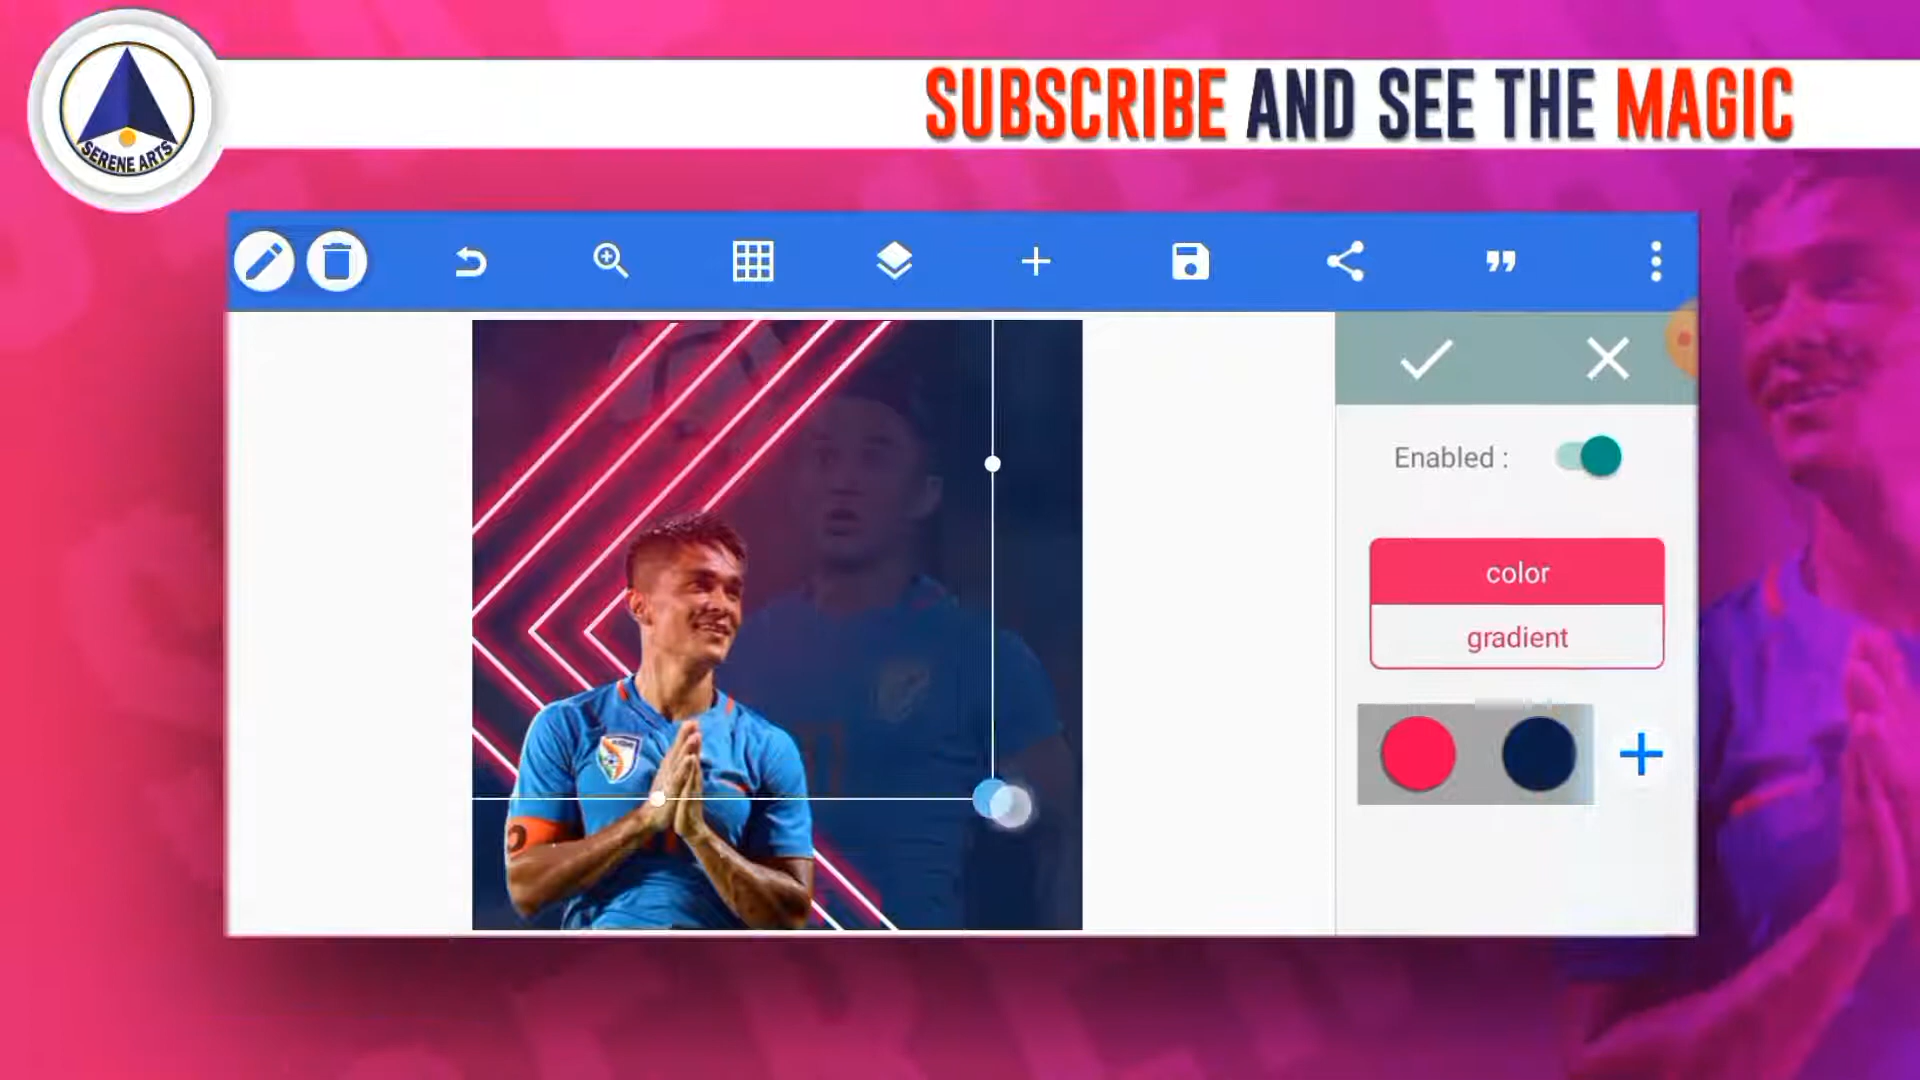 SUBSCRIBE AND SEE THE MAGIC
SERENE ARTS
Enabled :
color
gradient